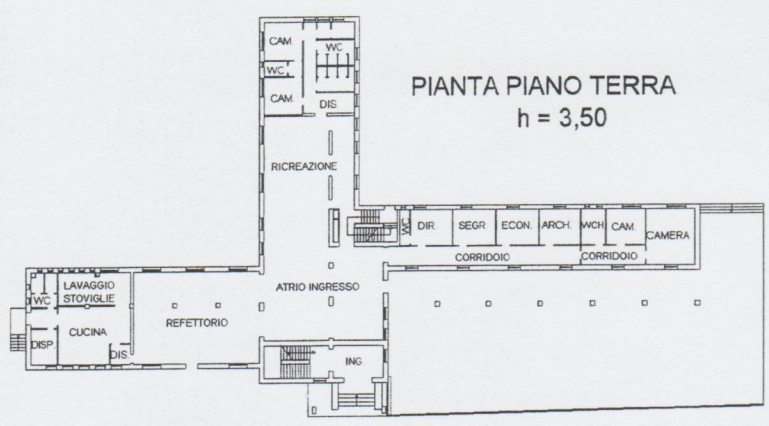 PIANTA PIANO TERRA
h = 3,50
CAM.
WC
WC
CAM.
DIS.
RICREAZIONE
WC
DIR.
SEGR.
ECON.
ARCH.
WCH.
CAM.
CAMERA
CORRIDOIO
CORRIDOIO
ATRIO INGRESSO
LAVAGGIO
STOVIGLIE
WC
REFETTORIO
CUCINA
DISP.
DIS.
ING.